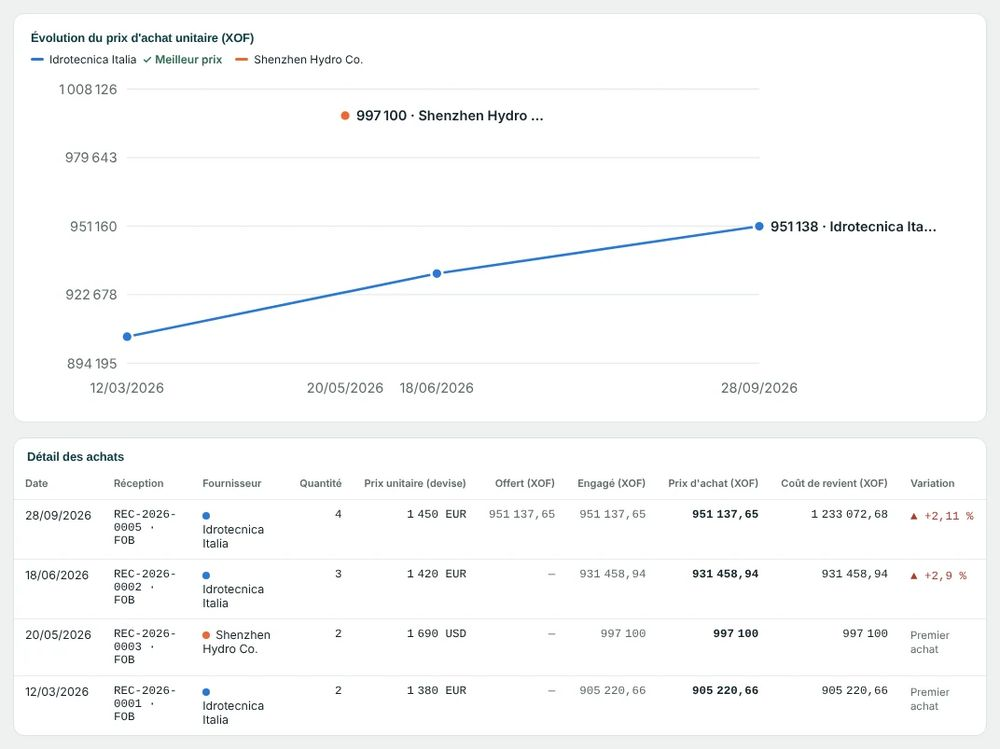 Évolution du prix d'achat unitaire (XOF)
Idrotecnica Italia ✓ Meilleur prix Shenzhen Hydro Co.
1 008 126
997 100 · Shenzhen Hydro ...
979 643
951 160
951 138 · Idrotecnica Ita...
922 678
894 195
12/03/2026 20/05/2026 18/06/2026 28/09/2026
Détail des achats
Date Réception Fournisseur Quantité Prix unitaire (devise) Offert (XOF) Engagé (XOF) Prix d'achat (XOF) Coût de revient (XOF) Variation
28/09/2026 REC-2026- 4 1 450 EUR 951 137,65 951 137,65 951 137,65 1 233 072,68 ▲ +2,11 %
0005 · Idrotecnica
FOB Italia
18/06/2026 REC-2026- 3 1 420 EUR — 931 458,94 931 458,94 931 458,94 ▲ +2,9 %
0002 · Idrotecnica
FOB Italia
20/05/2026 REC-2026- Shenzhen 2 1 690 USD — 997 100 997 100 997 100 Premier
0003 · Hydro Co. achat
FOB
12/03/2026 REC-2026- 2 1 380 EUR — 905 220,66 905 220,66 905 220,66 Premier
0001 · Idrotecnica achat
FOB Italia